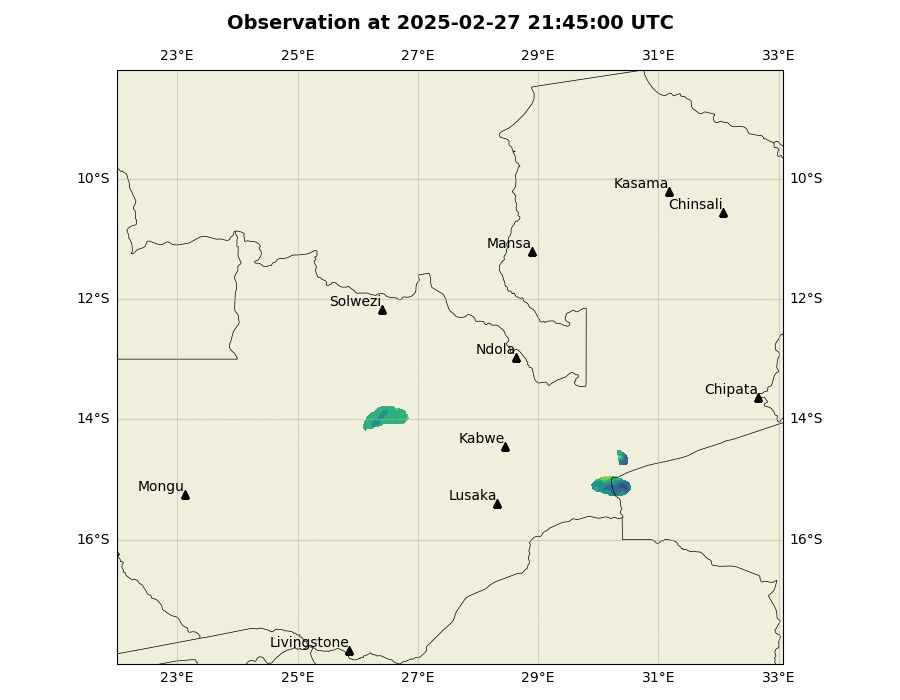 Observation at 2025-02-27 21:45:00 UTC
23°E 25°E 27°E 29°E 31°E 33°E
10°S 10°S
Kasama
Chinsali
Mansa
12°S 12°S
Solwezi
Ndola
Chipata
14°S 14°S
Kabwe
Mongu
Lusaka
16°S 16°S
Livingstone
23°E 25°E 27°E 29°E 31°E 33°E